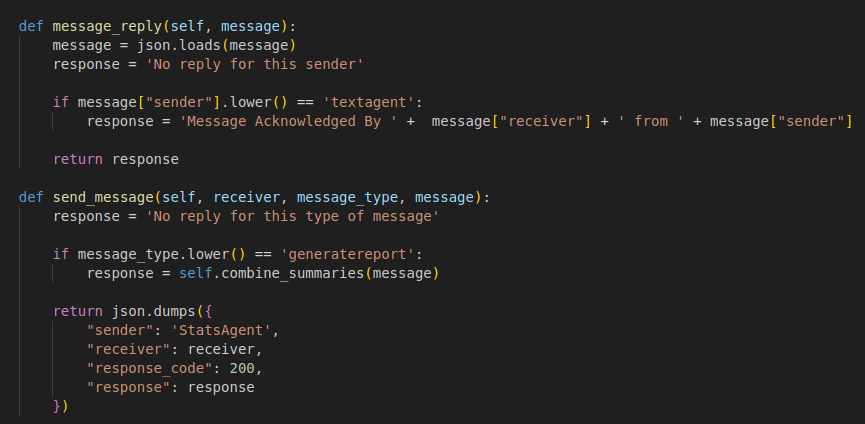 def message_reply(self, message):
    message = json.loads(message)
    response = 'No reply for this sender'

    if message["sender"].lower() == 'textagent':
        response = 'Message Acknowledged By ' +  message["receiver"] + ' from ' + message["sender"]

    return response

def send_message(self, receiver, message_type, message):
    response = 'No reply for this type of message'

    if message_type.lower() == 'generatereport':
        response = self.combine_summaries(message)

    return json.dumps({
        "sender": 'StatsAgent',
        "receiver": receiver,
        "response_code": 200,
        "response": response
    })